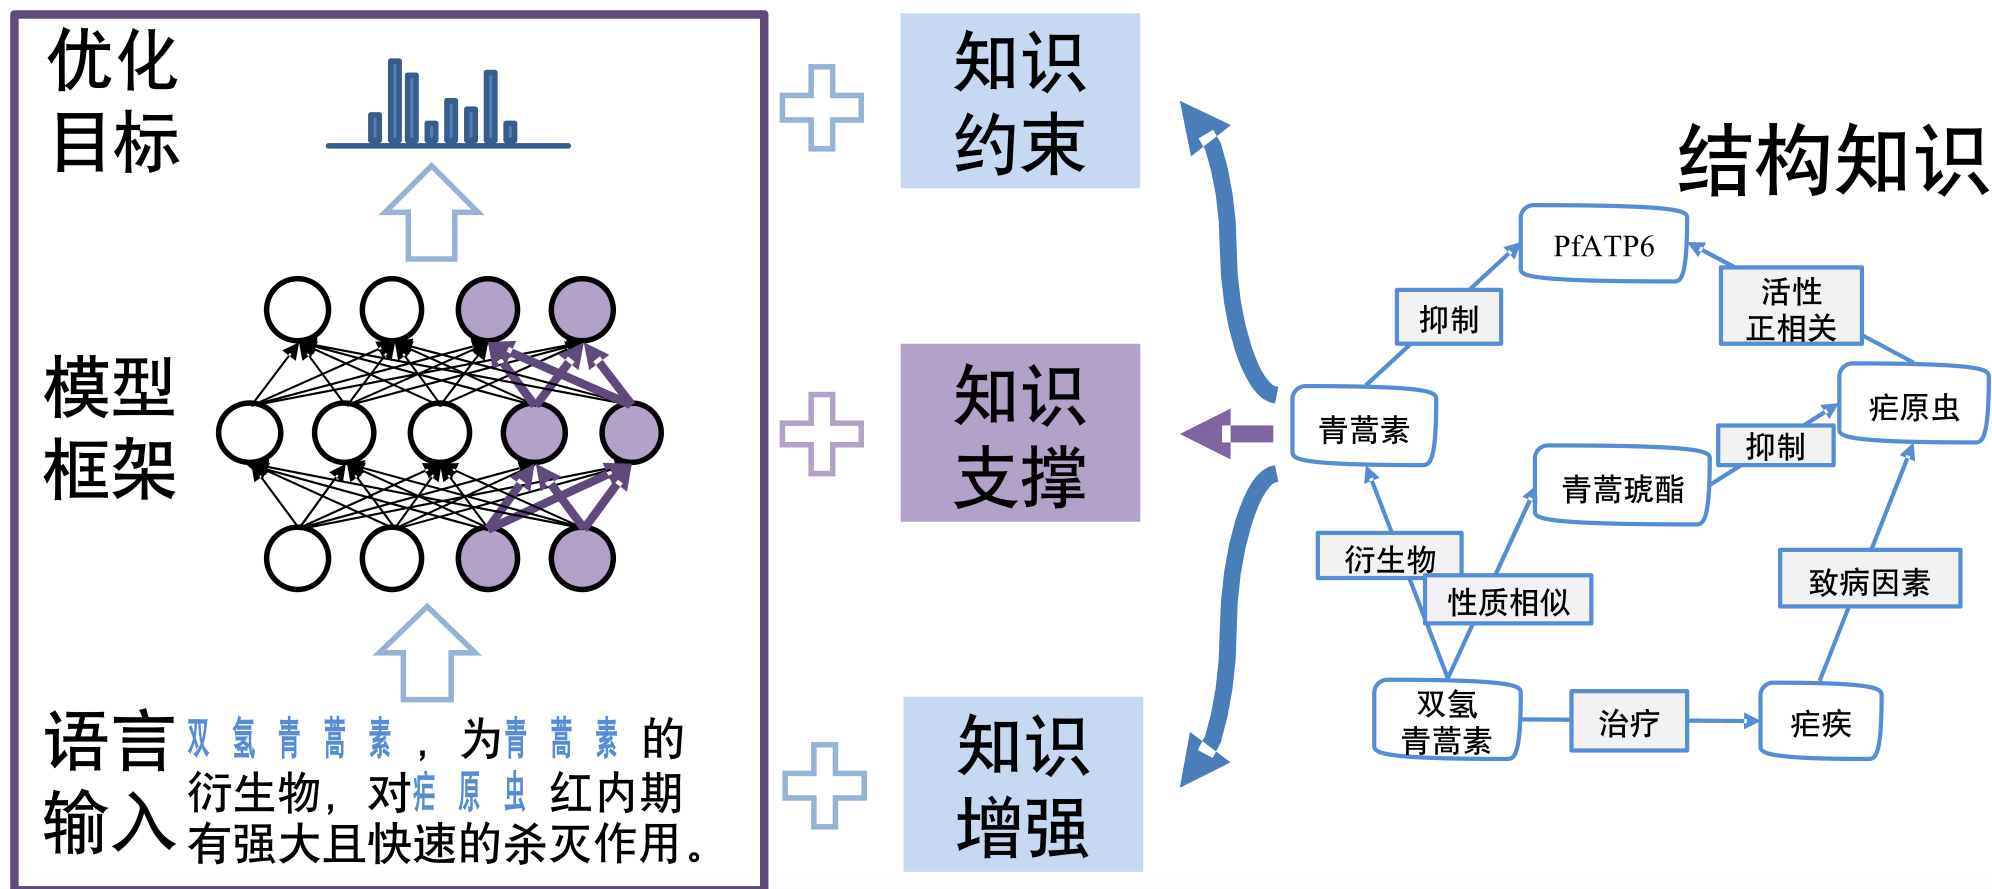 优化
目标
模型
框架
语言
输入
双氢青蒿素，为青蒿素的
衍生物，对疟原虫红内期
有强大且快速的杀灭作用。
知识
约束
知识
支撑
知识
增强
结构知识
PfATP6
抑制
活性
正相关
青蒿素
疟原虫
抑制
青蒿琥酯
衍生物
性质相似
致病因素
双氢
青蒿素
治疗
疟疾